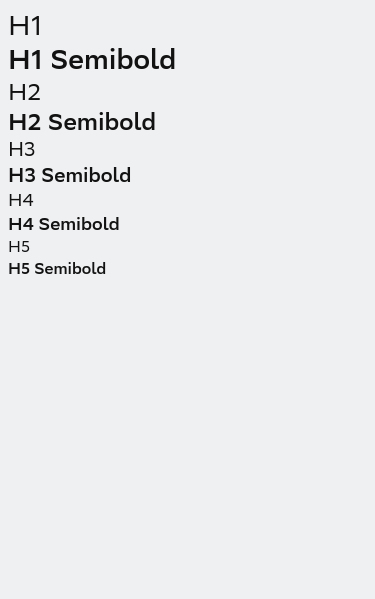 H1
H1 Semibold
H2
H2 Semibold
H3
H3 Semibold
H4
H4 Semibold
H5
H5 Semibold